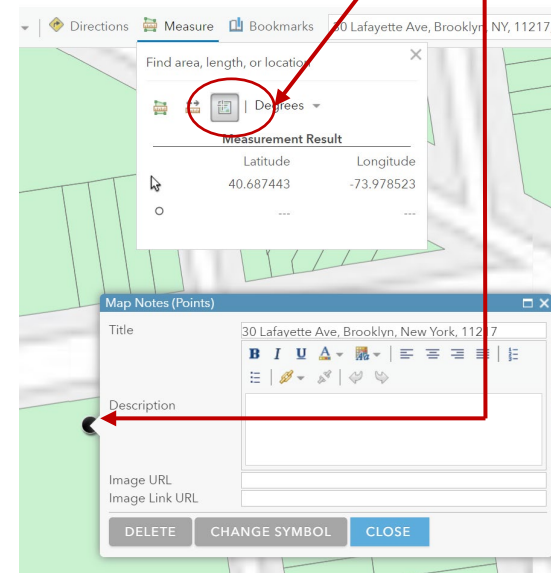 Directions Measure Bookmarks 30 Lafayette Ave, Brooklyn, NY, 11217
Find area, length, or location
Degrees
Measurement Result
Latitude Longitude
40.687443 -73.978523
--- ---
Map Notes (Points)
Title 30 Lafayette Ave, Brooklyn, New York, 11217
B I U A
Description
Image URL
Image Link URL
DELETE CHANGE SYMBOL CLOSE